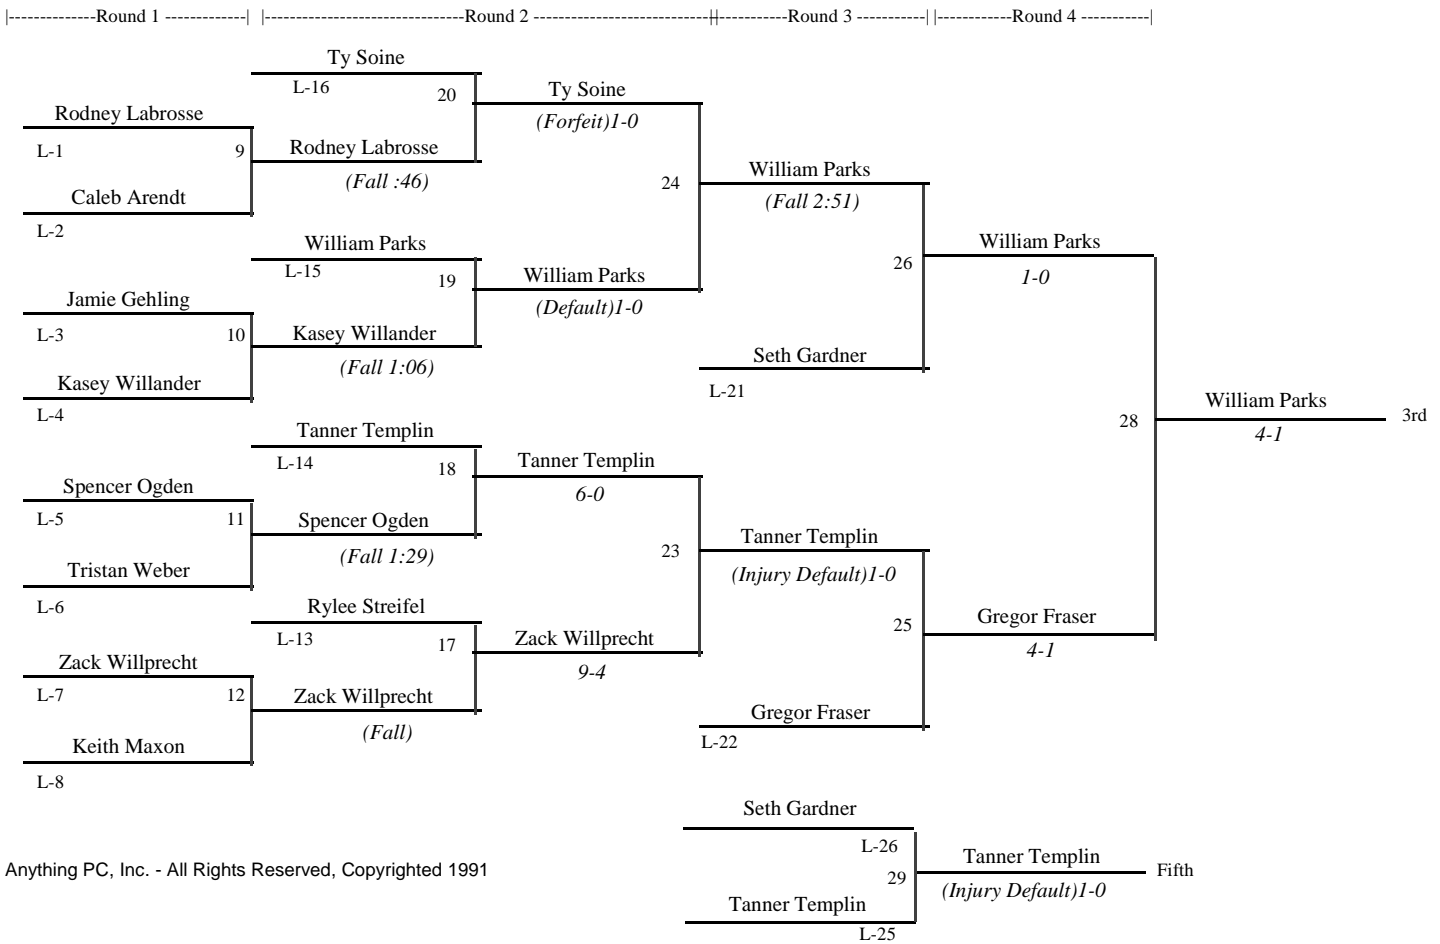 |-------------Round 1 -------------| |--------------------------------Round 2 ----------------------------||------------Round 3 -----------| |------------Round 4 -----------|
Ty Soine
L-16
20
Ty Soine
(Forfeit)1-0
Rodney Labrosse
L-1
9
Rodney Labrosse
(Fall :46)
Caleb Arendt
L-2
24
William Parks
(Fall 2:51)
William Parks
L-15
19
William Parks
(Default)1-0
Jamie Gehling
L-3
10
Kasey Willander
(Fall 1:06)
Kasey Willander
L-4
26
William Parks
1-0
Seth Gardner
L-21
28
William Parks
4-1
3rd
Tanner Templin
L-14
18
Tanner Templin
6-0
Spencer Ogden
L-5
11
Spencer Ogden
(Fall 1:29)
Tristan Weber
L-6
23
Tanner Templin
(Injury Default)1-0
Rylee Streifel
L-13
17
Zack Willprecht
9-4
Zack Willprecht
L-7
12
Zack Willprecht
(Fall)
Keith Maxon
L-8
25
Gregor Fraser
4-1
Gregor Fraser
L-22
Seth Gardner
L-26
29
Tanner Templin
(Injury Default)1-0
Fifth
Tanner Templin
L-25
Anything PC, Inc. - All Rights Reserved, Copyrighted 1991